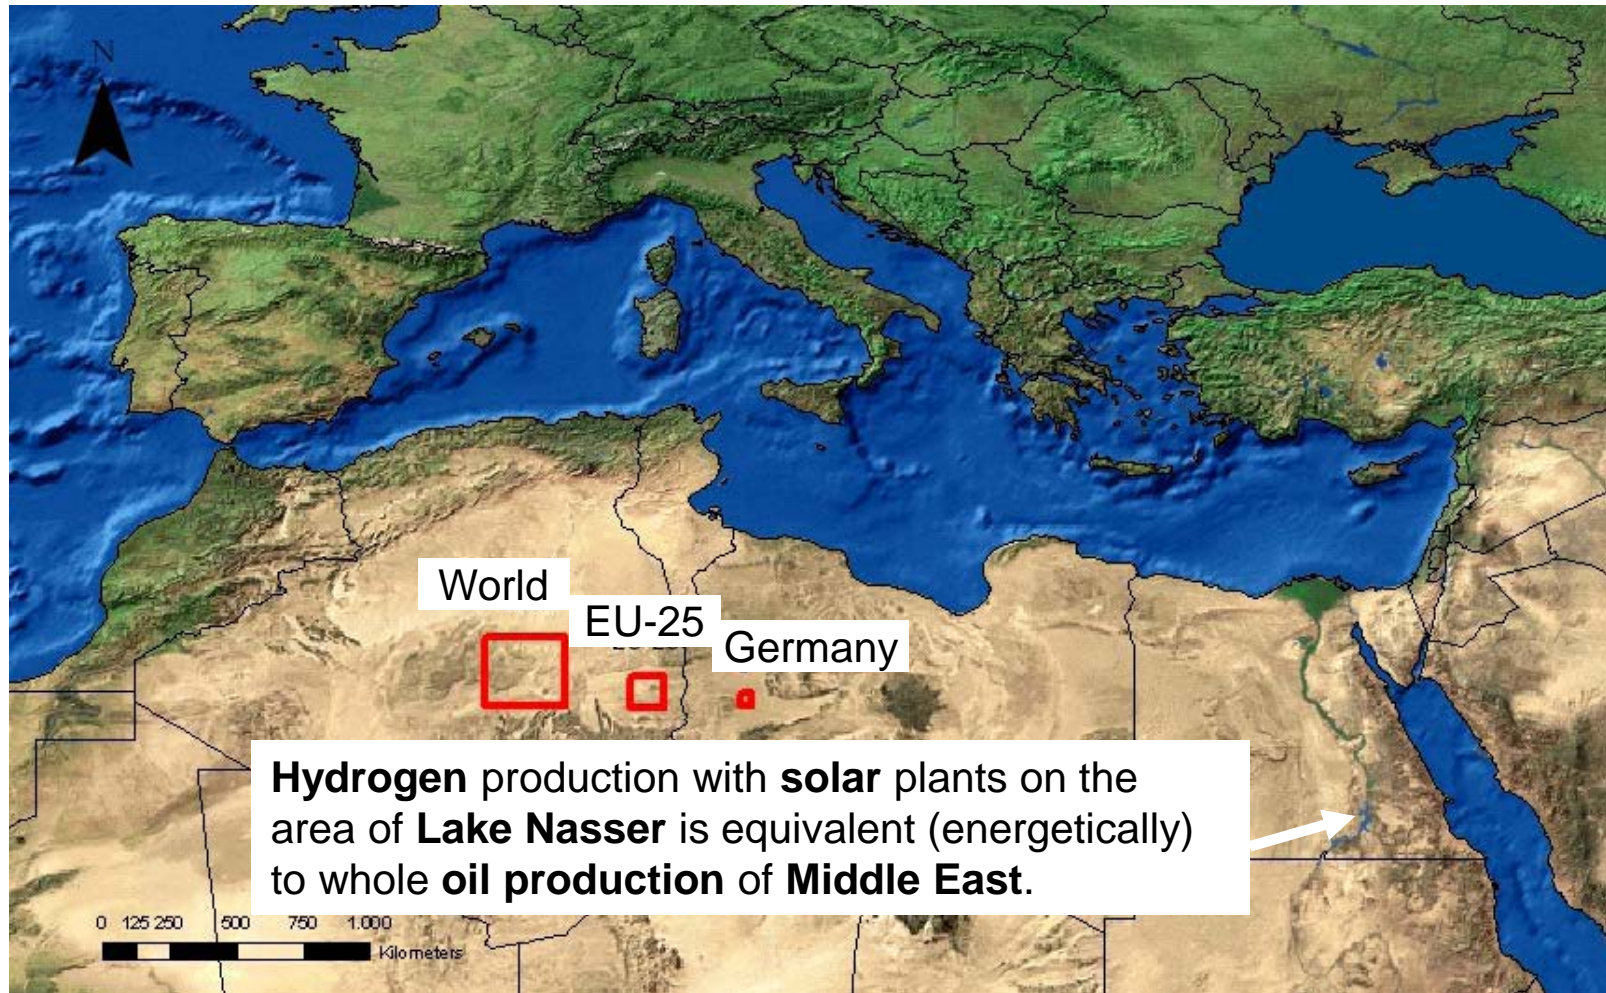 N
World
EU-25
Germany
Hydrogen production with solar plants on the
area of Lake Nasser is equivalent (energetically)
to whole oil production of Middle East.
0 125 250 500 750 1.000
Kilometers